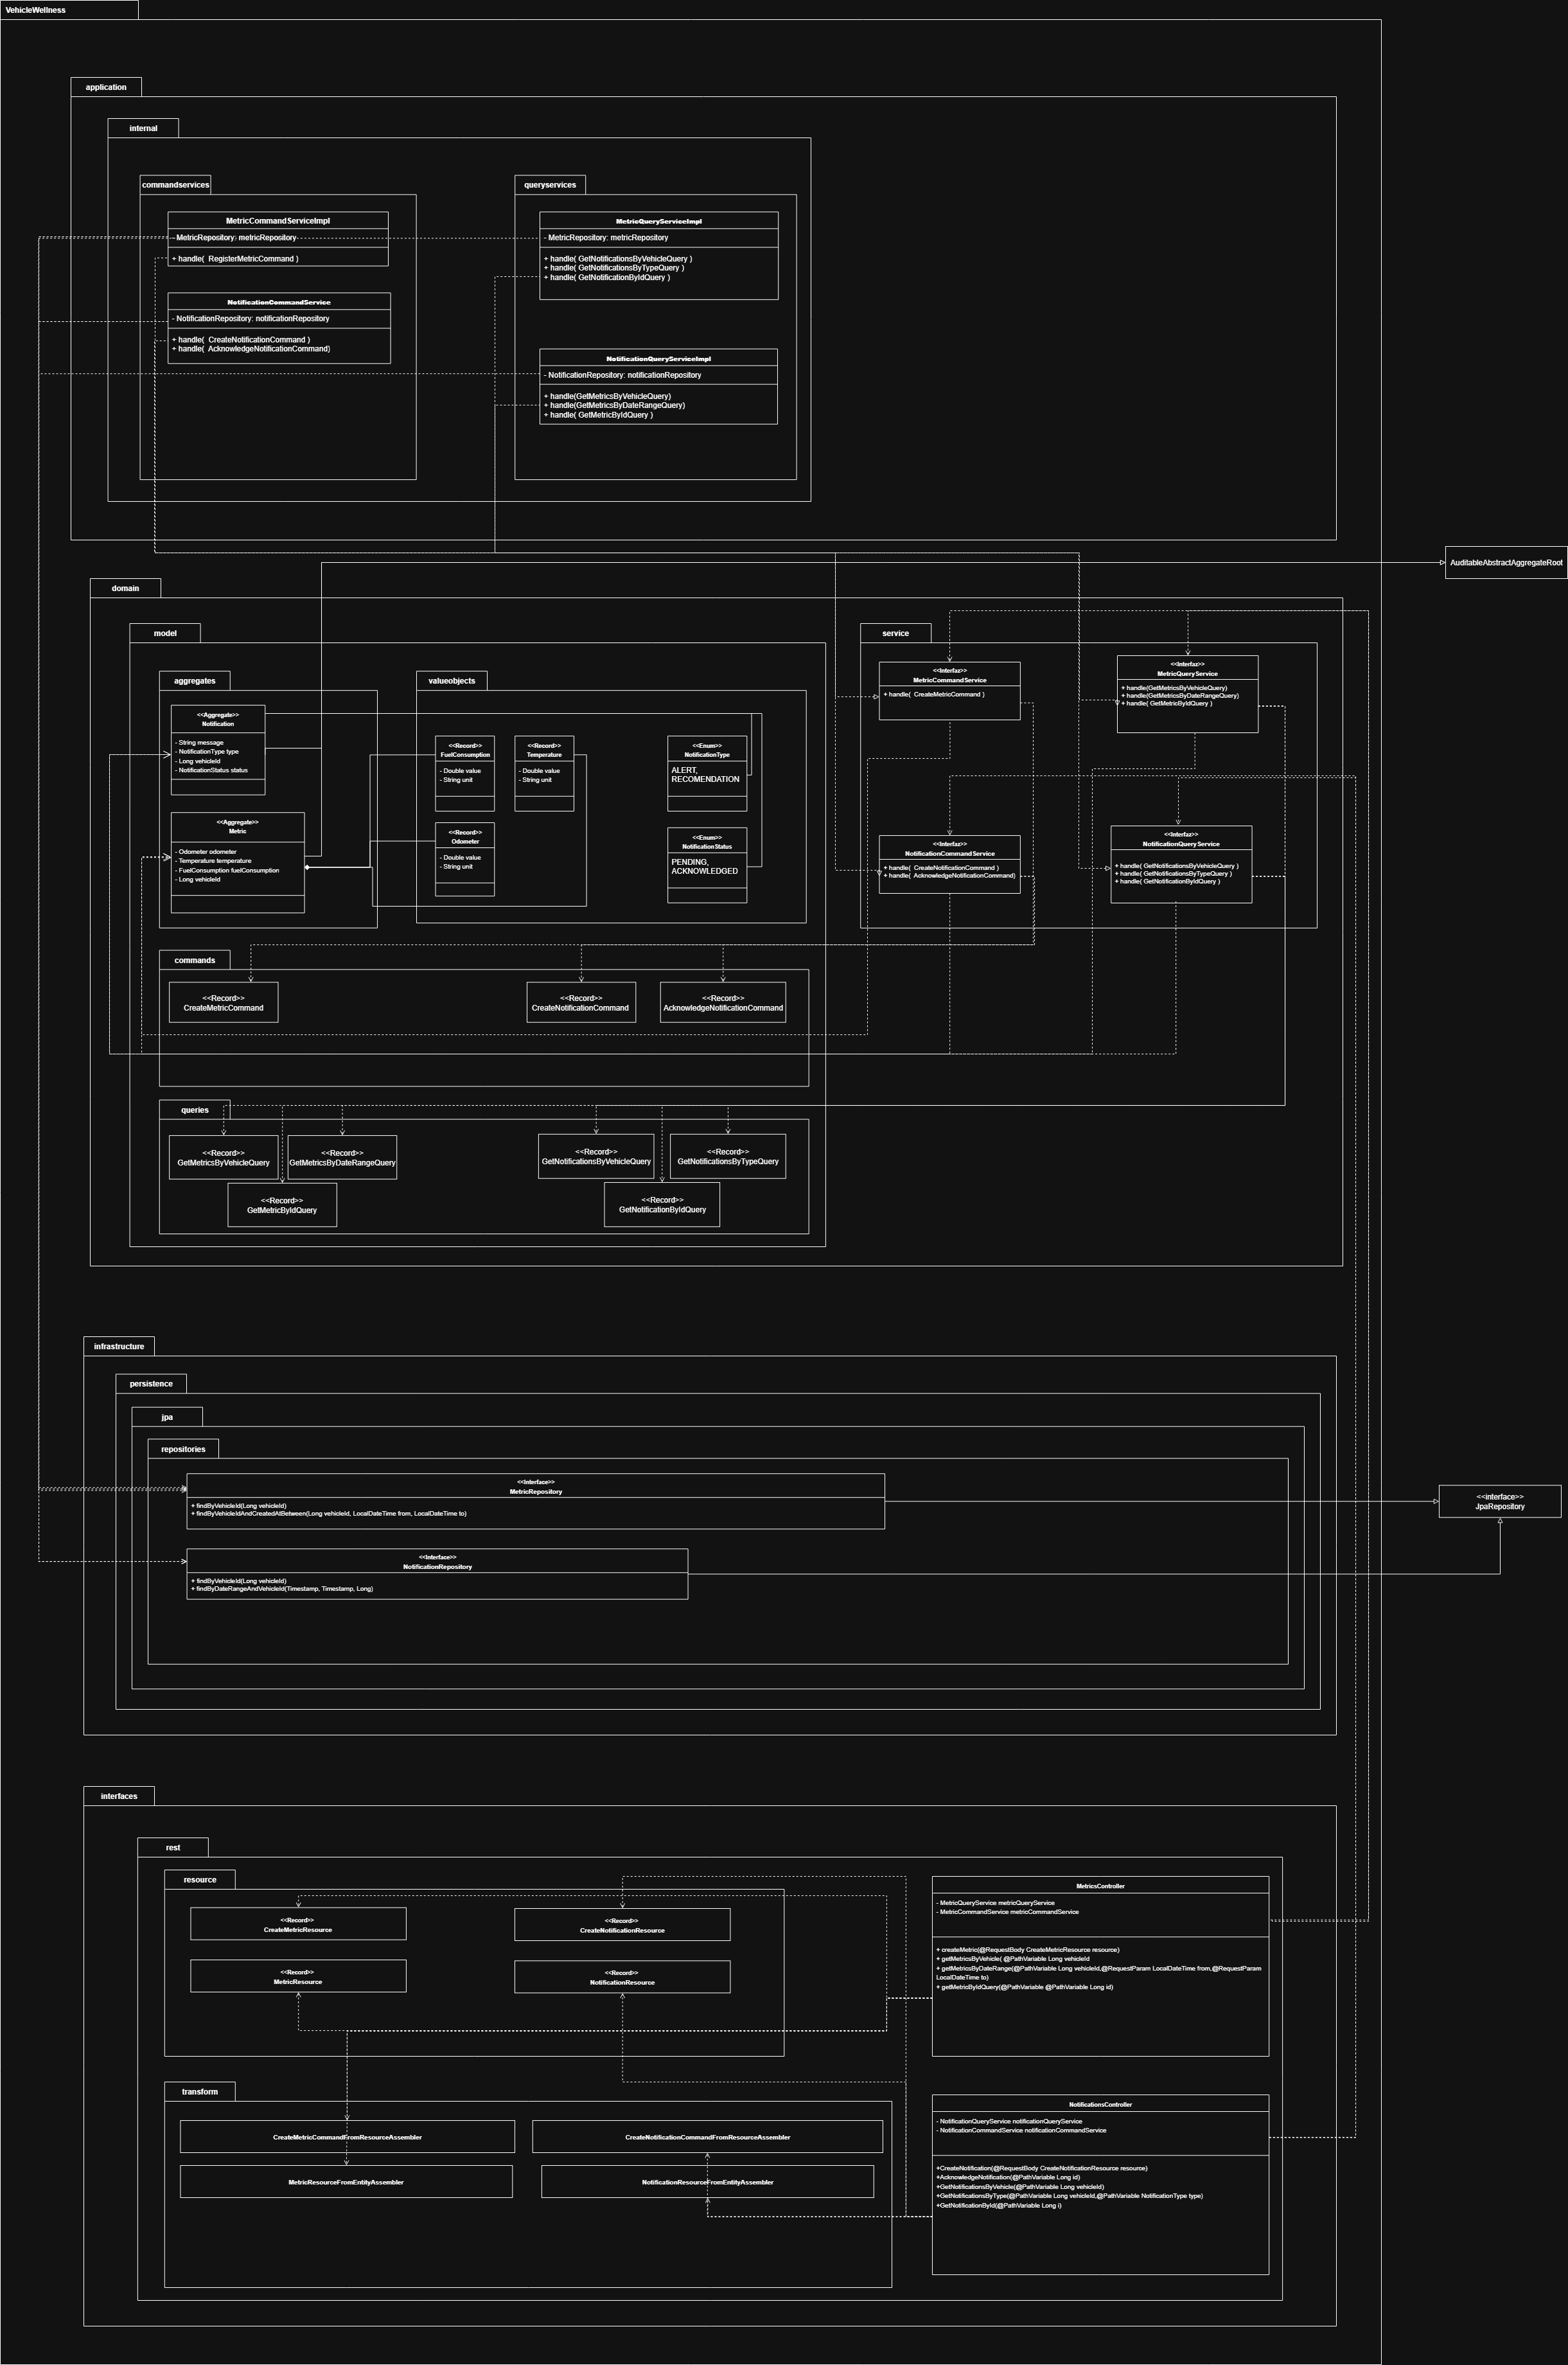 VehicleWellness
application
internal
commandservices
MetricCommandServiceImpl
- MetricRepository: metricRepository
+ handle( RegisterMetricCommand )
NotificationCommandService
- NotificationRepository: notificationRepository
+ handle( CreateNotificationCommand )
+ handle( AcknowledgeNotificationCommand)
queryservices
MetricQueryServiceImpl
- MetricRepository: metricRepository
+ handle( GetNotificationsByVehicleQuery )
+ handle( GetNotificationsByTypeQuery )
+ handle( GetNotificationByIdQuery )
NotificationQueryServiceImpl
- NotificationRepository: notificationRepository
+ handle(GetMetricsByVehicleQuery)
+ handle(GetMetricsByDateRangeQuery)
+ handle( GetMetricByIdQuery )
AuditableAbstractAggregateRoot
domain
model
aggregates
<<Aggregate>>
Notification
- String message
- NotificationType type
- Long vehicleId
- NotificationStatus status
<<Aggregate>>
Metric
- Odometer odometer
- Temperature temperature
- FuelConsumption fuelConsumption
- Long vehicleId
valueobjects
<<Record>>
FuelConsumption
- Double value
- String unit
<<Record>>
Temperature
- Double value
- String unit
<<Enum>>
NotificationType
ALERT,
RECOMENDATION
<<Record>>
Odometer
- Double value
- String unit
<<Enum>>
NotificationStatus
PENDING,
ACKNOWLEDGED
service
<<Interfaz>>
MetricCommandService
+ handle( CreateMetricCommand )
<<Interfaz>>
MetricQueryService
+ handle(GetMetricsByVehicleQuery)
+ handle(GetMetricsByDateRangeQuery)
+ handle( GetMetricByIdQuery )
<<Interfaz>>
NotificationCommandService
+ handle( CreateNotificationCommand )
+ handle( AcknowledgeNotificationCommand)
<<Interfaz>>
NotificationQueryService
+ handle( GetNotificationsByVehicleQuery )
+ handle( GetNotificationsByTypeQuery )
+ handle( GetNotificationByIdQuery )
commands
<<Record>>
CreateMetricCommand
<<Record>>
CreateNotificationCommand
<<Record>>
AcknowledgeNotificationCommand
queries
<<Record>>
GetMetricsByVehicleQuery
<<Record>>
GetMetricsByDateRangeQuery
<<Record>>
GetNotificationsByVehicleQuery
<<Record>>
GetNotificationsByTypeQuery
<<Record>>
GetMetricByIdQuery
<<Record>>
GetNotificationByIdQuery
infrastructure
persistence
jpa
repositories
<<Interface>>
MetricRepository
+ findByVehicleId(Long vehicleId)
+ findByVehicleIdAndCreatedAtBetween(Long vehicleId, LocalDateTime from, LocalDateTime to)
<<interface>>
JpaRepository
<<Interface>>
NotificationRepository
+ findByVehicleId(Long vehicleId)
+ findByDateRangeAndVehicleId(Timestamp, Timestamp, Long)
interfaces
rest
resource
<<Record>>
CreateMetricResource
<<Record>>
CreateNotificationResource
<<Record>>
MetricResource
<<Record>>
NotificationResource
MetricsController
- MetricQueryService metricQueryService
- MetricCommandService metricCommandService
+ createMetric(@RequestBody CreateMetricResource resource)
+ getMetricsByVehicle( @PathVariable Long vehicleId
+ getMetricsByDateRange(@PathVariable Long vehicleId,@RequestParam LocalDateTime from,@RequestParam
LocalDateTime to)
+ getMetricByIdQuery(@PathVariable @PathVariable Long id)
transform
CreateMetricCommandFromResourceAssembler
CreateNotificationCommandFromResourceAssembler
MetricResourceFromEntityAssembler
NotificationResourceFromEntityAssembler
NotificationsController
- NotificationQueryService notificationQueryService
- NotificationCommandService notificationCommandService
+CreateNotification(@RequestBody CreateNotificationResource resource)
+AcknowledgeNotification(@PathVariable Long id)
+GetNotificationsByVehicle(@PathVariable Long vehicleId)
+GetNotificationsByType(@PathVariable Long vehicleId,@PathVariable NotificationType type)
+GetNotificationById(@PathVariable Long i)